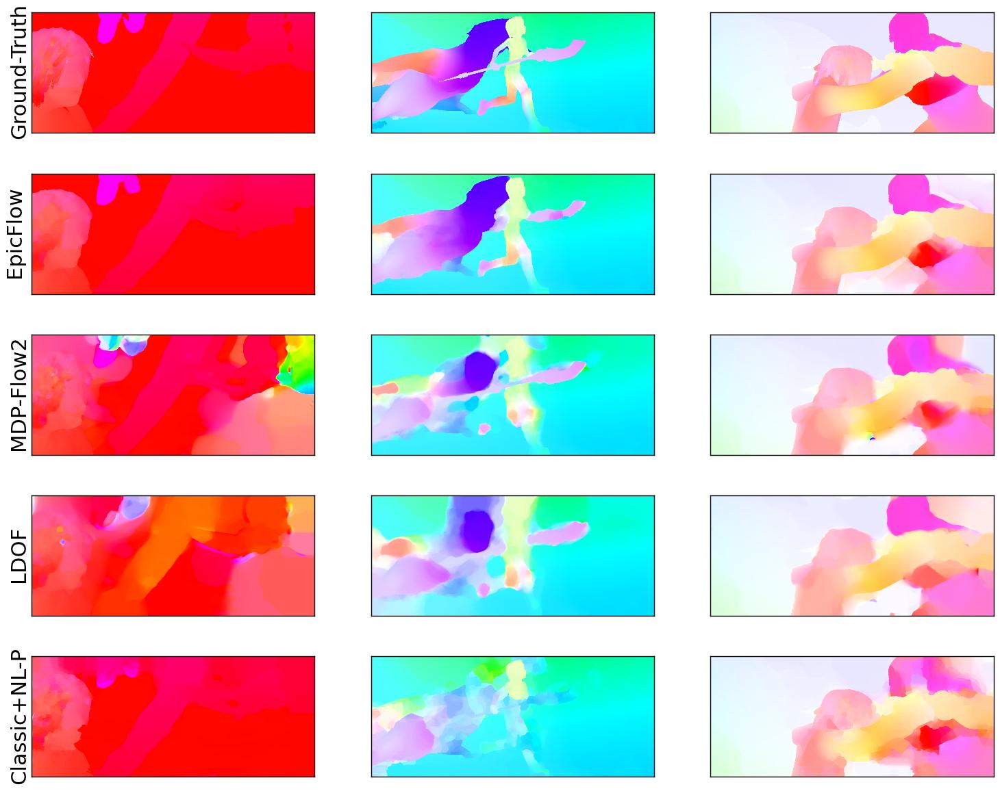 Ground-Truth
EpicFlow
MDP-Flow2
LDOF
Classic+NL-P